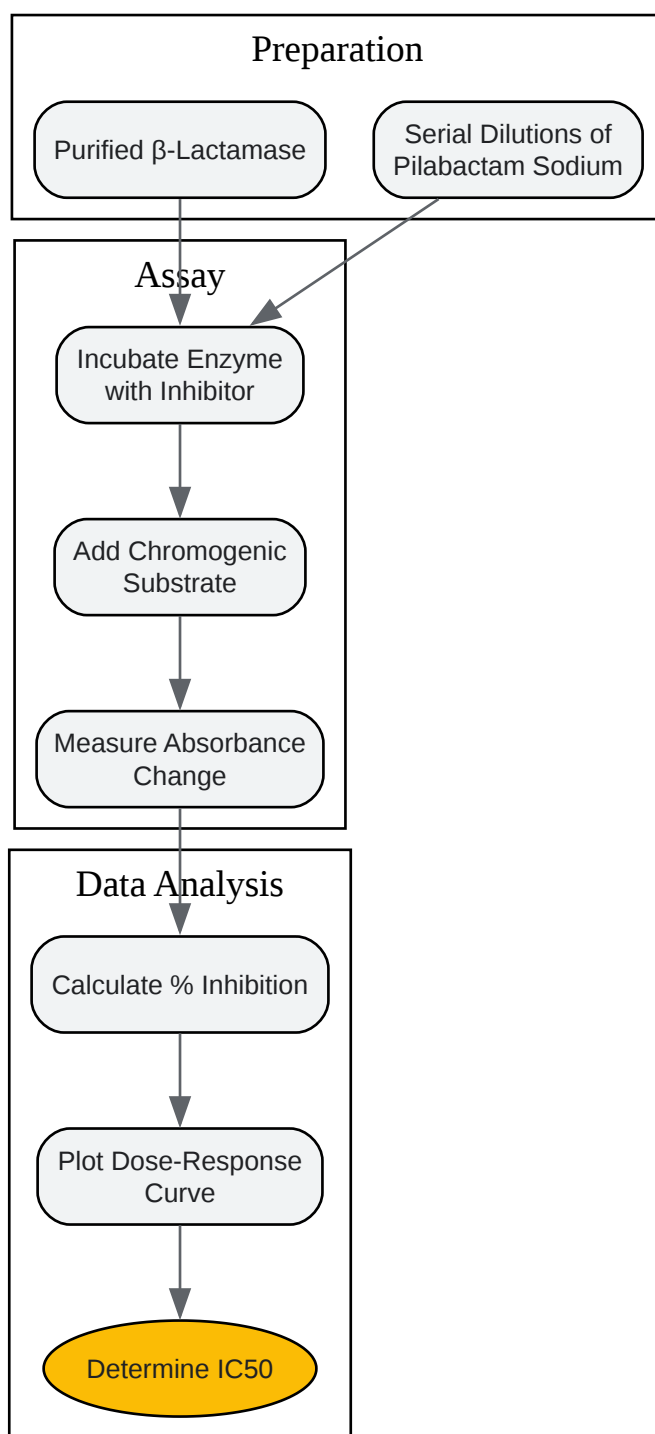 Preparation
Purified β-Lactamase
Serial Dilutions of
Pilabactam Sodium
Assay
Incubate Enzyme
with Inhibitor
Add Chromogenic
Substrate
Measure Absorbance
Change
Data Analysis
Calculate % Inhibition
Plot Dose-Response
Curve
Determine IC50